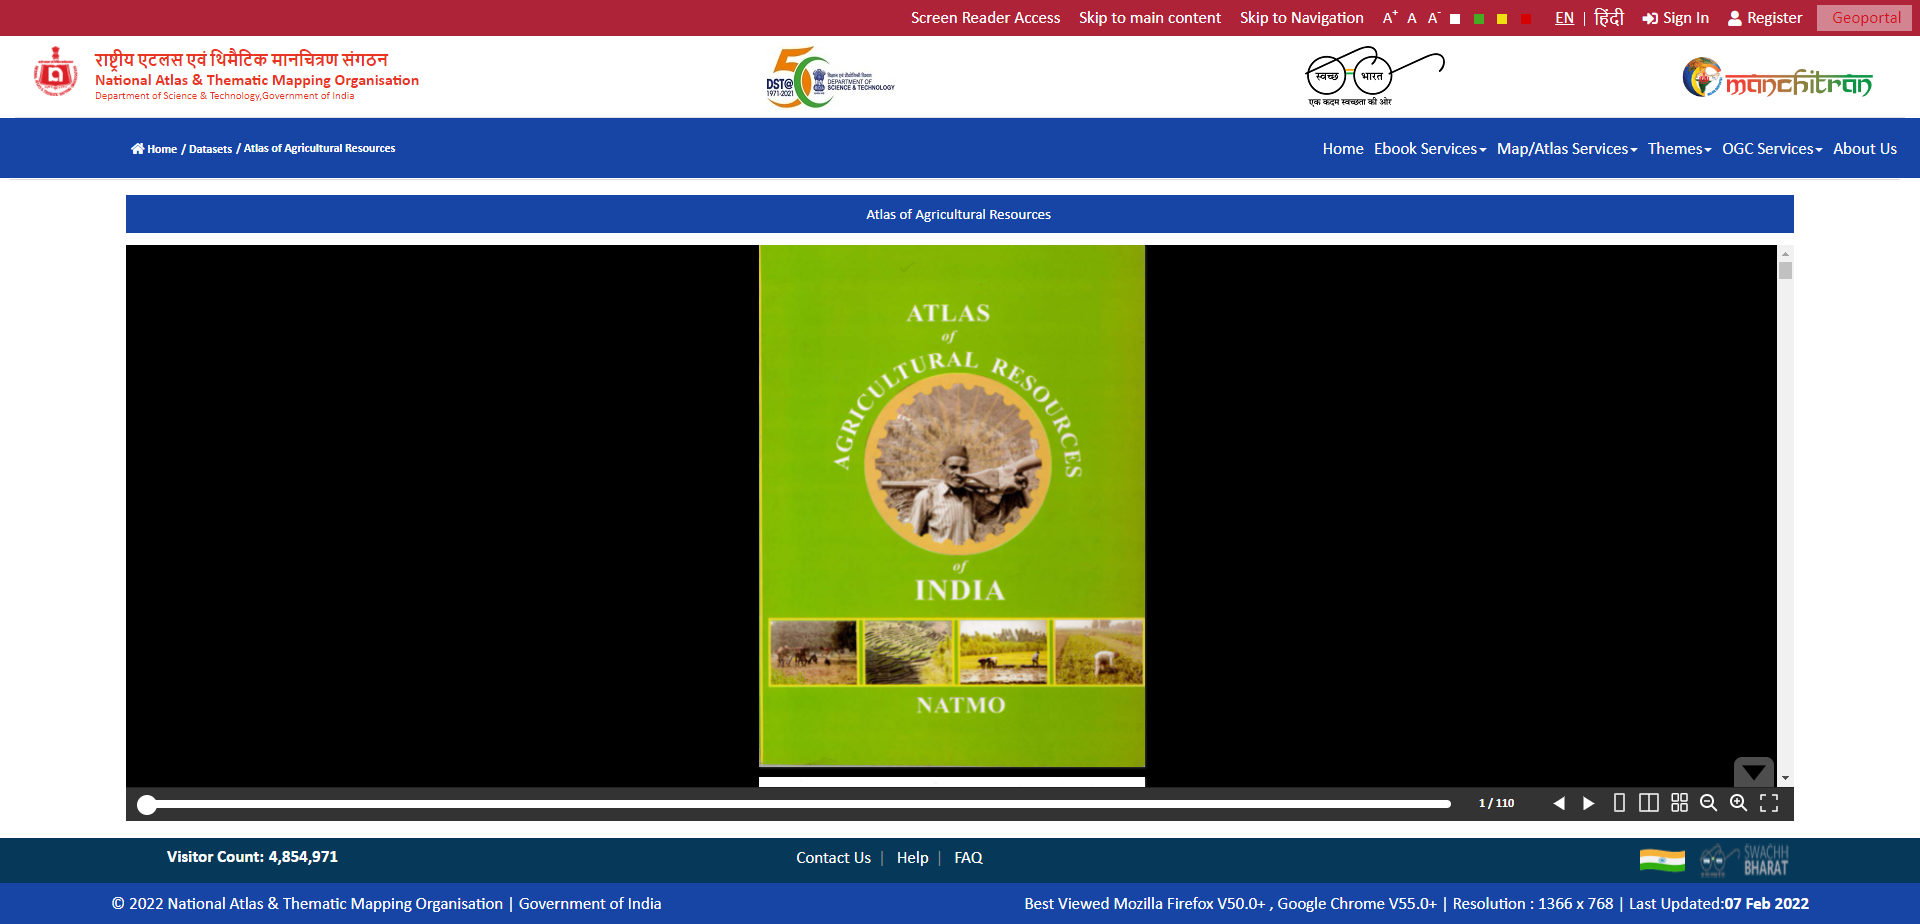 Screen Reader Access Skip to main content Skip to Navigation A+ A A- EN | हिंदी Sign In Register Geoportal
राष्ट्रीय एटलस एवं थिमैटिक मानचित्रण संगठन
National Atlas & Thematic Mapping Organisation
Department of Science & Technology,Government of India
50
DST@
1971-2021
विज्ञान एवं प्रौद्योगिकी विभाग
DEPARTMENT OF
SCIENCE & TECHNOLOGY
स्वच्छ भारत
एक कदम स्वच्छता की ओर
manchitran
Home / Datasets / Atlas of Agricultural Resources
Home Ebook Services Map/Atlas Services Themes OGC Services About Us
Atlas of Agricultural Resources
ATLAS
of
AGRICULTURAL RESOURCES
of
INDIA
NATMO
1 / 110
Visitor Count: 4,854,971
Contact Us | Help | FAQ
SWACHH
BHARAT
© 2022 National Atlas & Thematic Mapping Organisation | Government of India
Best Viewed Mozilla Firefox V50.0+ , Google Chrome V55.0+ | Resolution : 1366 x 768 | Last Updated:07 Feb 2022